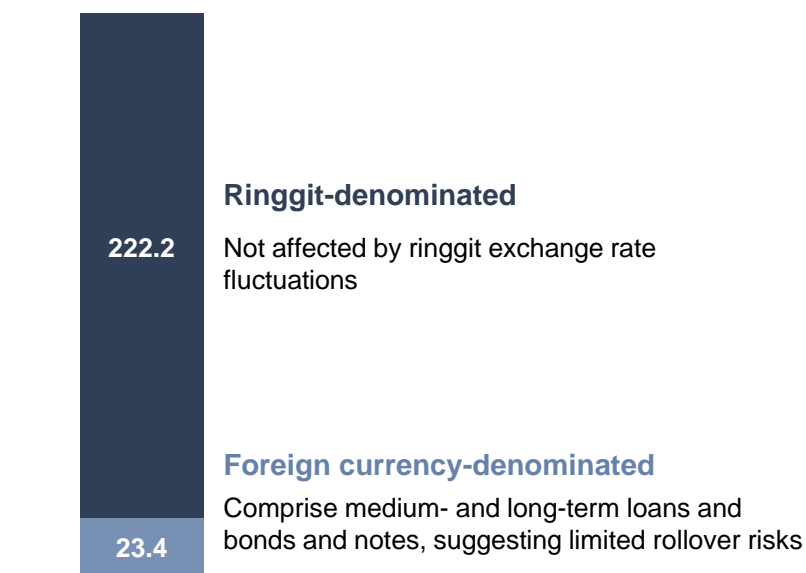 Ringgit-denominated
222.2
Not affected by ringgit exchange rate
fluctuations
Foreign currency-denominated
Comprise medium- and long-term loans and
bonds and notes, suggesting limited rollover risks
23.4